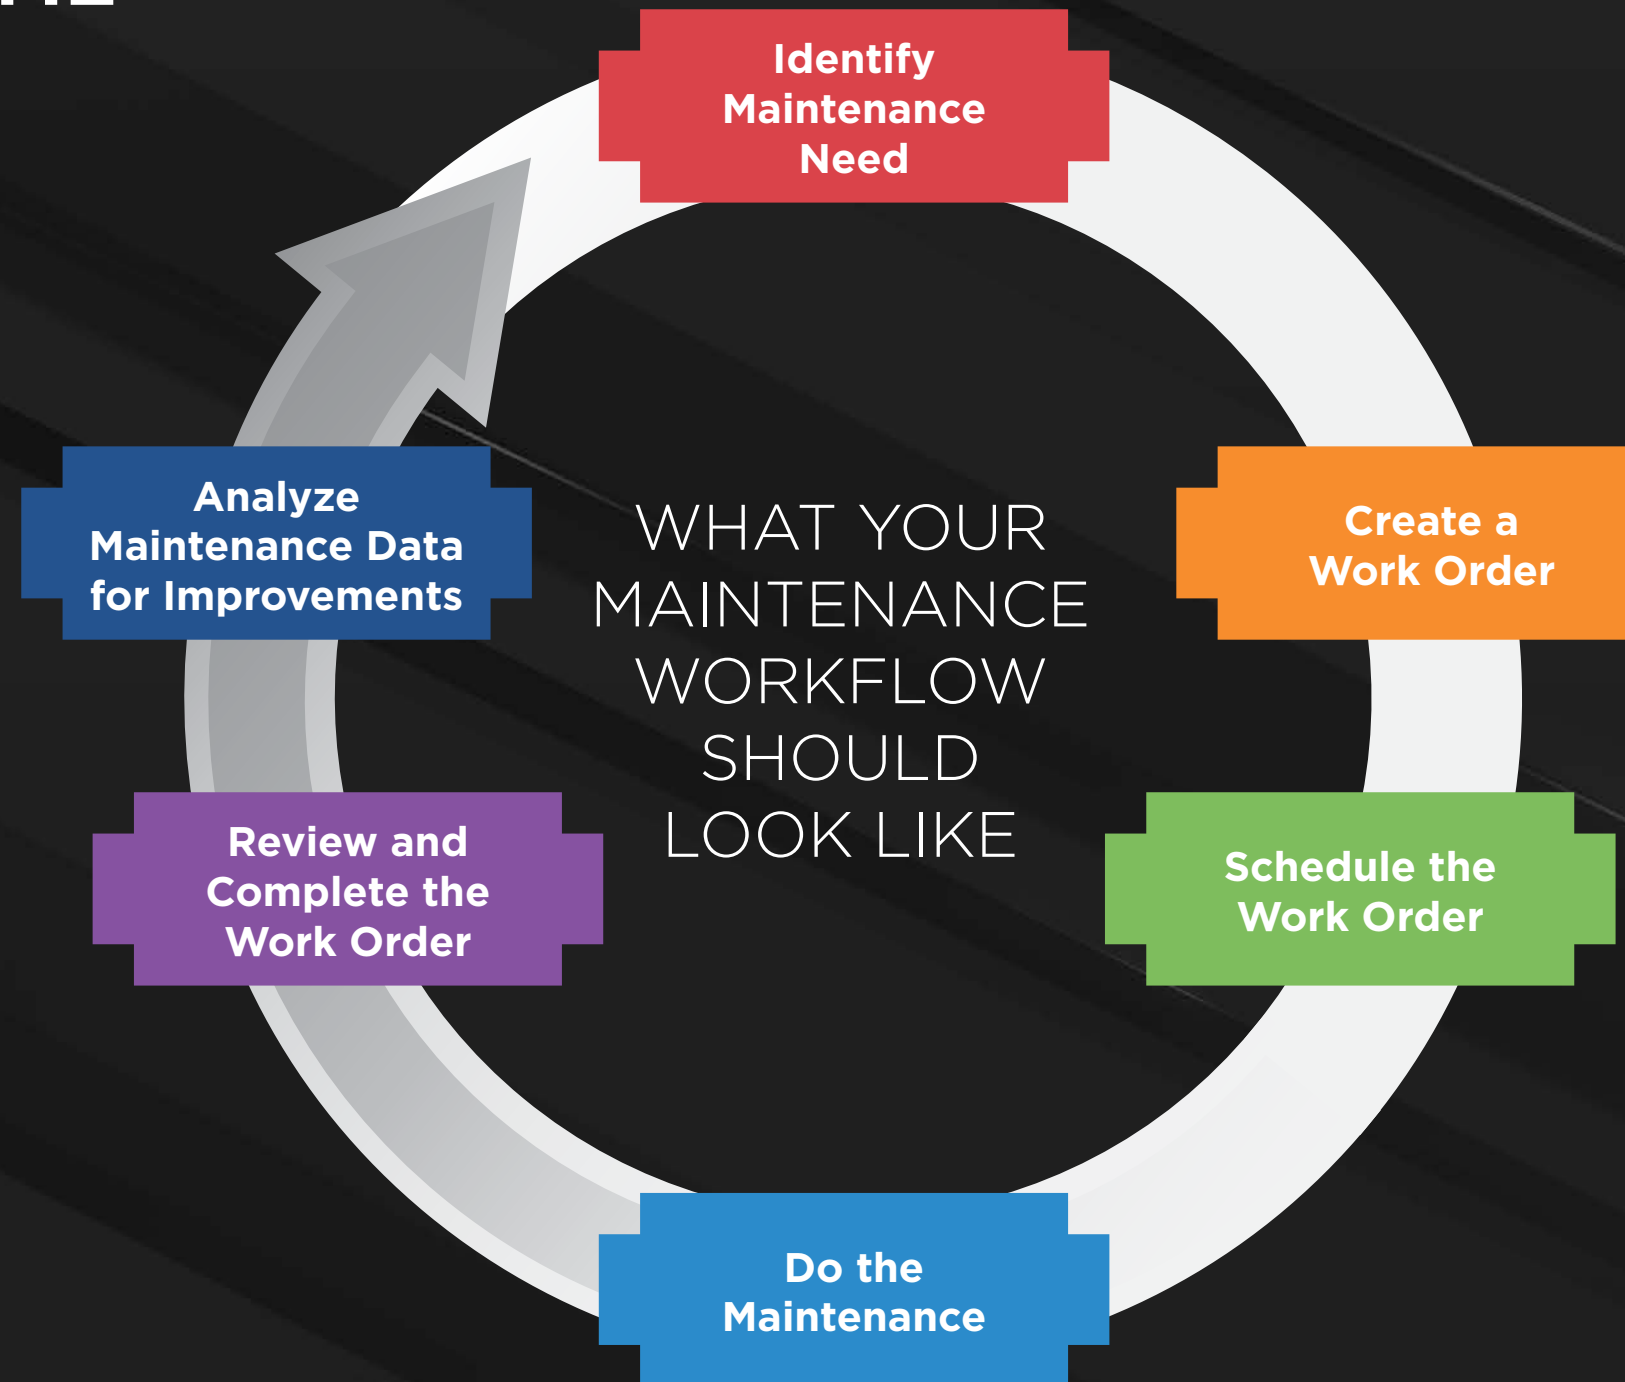 Identify
Maintenance
Need
Create a
Work Order
Schedule the
Work Order
Do the
Maintenance
Review and
Complete the
Work Order
Analyze
Maintenance Data
for Improvements
WHAT YOUR
MAINTENANCE
WORKFLOW
SHOULD
LOOK LIKE